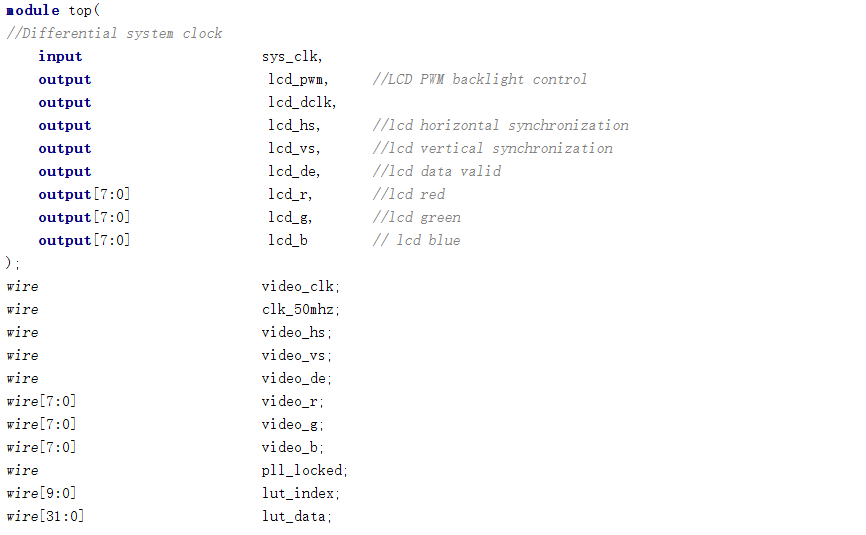 module top(
//Differential system clock
input sys_clk,
output lcd_pwm, //LCD PWM backlight control
output lcd_dclk,
output lcd_hs, //lcd horizontal synchronization
output lcd_vs, //lcd vertical synchronization
output lcd_de, //lcd data valid
output[7:0] lcd_r, //lcd red
output[7:0] lcd_g, //lcd green
output[7:0] lcd_b // lcd blue
);
wire video_clk;
wire clk_50mhz;
wire video_hs;
wire video_vs;
wire video_de;
wire[7:0] video_r;
wire[7:0] video_g;
wire[7:0] video_b;
wire pll_locked;
wire[9:0] lut_index;
wire[31:0] lut_data;